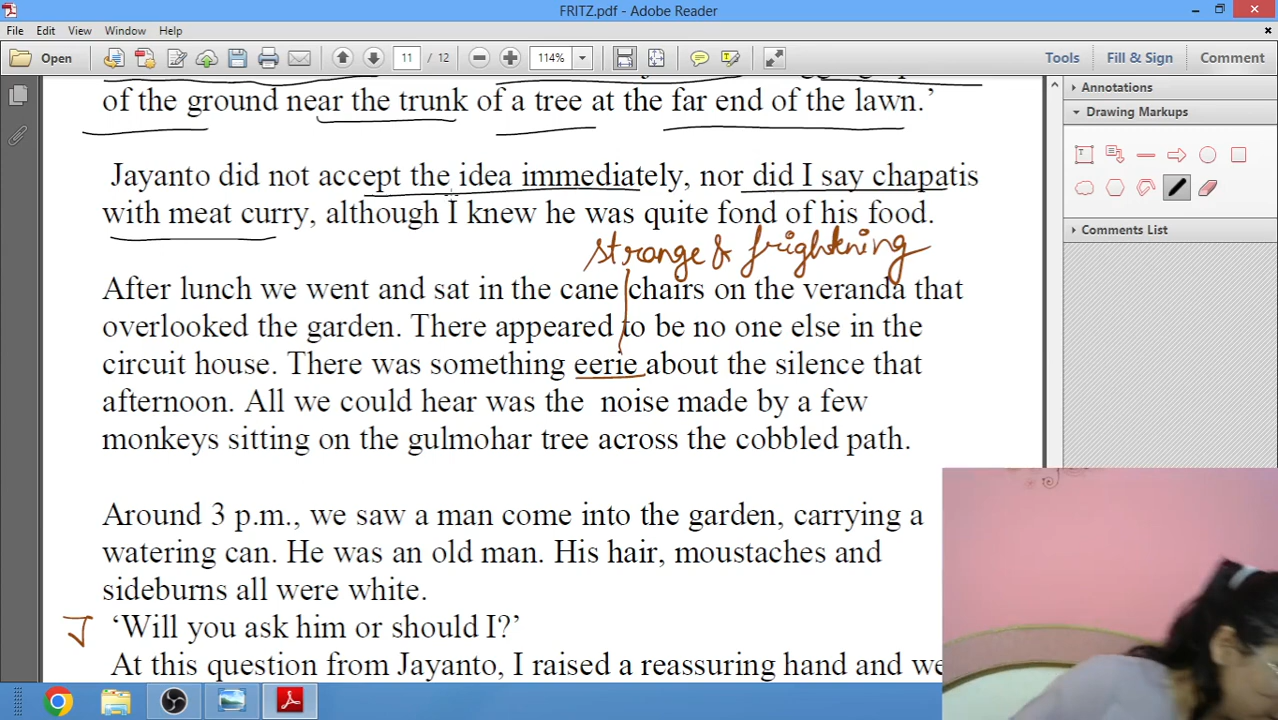 FRITZ.pdf - Adobe Reader
File Edit View Window Help
Open 11 / 12 114% Tools Fill & Sign Comment
Annotations
Drawing Markups
Comments List
of the ground near the trunk of a tree at the far end of the lawn.’
Jayanto did not accept the idea immediately, nor did I say chapatis
with meat curry, although I knew he was quite fond of his food.
strange & frightening
After lunch we went and sat in the cane chairs on the veranda that
overlooked the garden. There appeared to be no one else in the
circuit house. There was something eerie about the silence that
afternoon. All we could hear was the noise made by a few
monkeys sitting on the gulmohar tree across the cobbled path.
Around 3 p.m., we saw a man come into the garden, carrying a
watering can. He was an old man. His hair, moustaches and
sideburns all were white.
J ‘Will you ask him or should I?’
At this question from Jayanto, I raised a reassuring hand and we